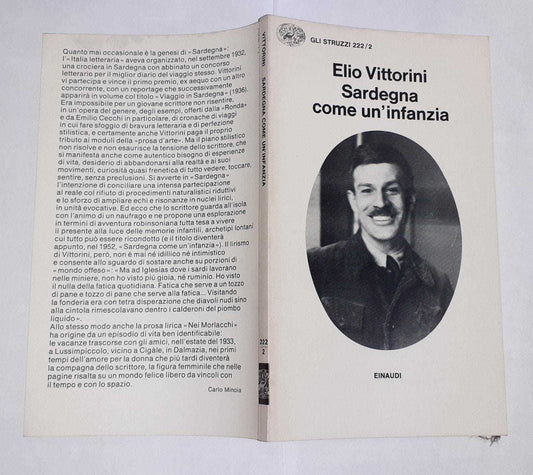 Quanto mai occasionale è la genesi di «Sardegna»:
l'«Italia letteraria» aveva organizzato, nel settembre 1932,
una crociera in Sardegna con abbinato un concorso
letterario per il miglior diario del viaggio stesso. Vittorini
vi partecipa e vince il primo premio, ex aequo con un altro
concorrente, con un reportage che successivamente
apparirà in volume col titolo «Viaggio in Sardegna» (1936).
Era impossibile per un giovane scrittore non risentire,
in un'opera del genere, degli esempi, offerti dalla «Ronda»
e da Emilio Cecchi in particolare, di cronache di viaggi
in cui fare sfoggio di bravura letteraria e di perfezione
stilistica, e certamente anche Vittorini paga il proprio
tributo ai moduli della «prosa d'arte». Ma il piano stilistico
non risolve e non esaurisce la tensione dello scrittore, che
si manifesta anche come autentico bisogno di esperienze
di vita, desiderio di abbandonarsi alla realtà e ai suoi
movimenti, curiosità quasi frenetica di tutto vedere, toccare,
sentire, senza preclusioni. Si avverte in «Sardegna»
l'intenzione di conciliare una intensa partecipazione
al reale col rifiuto di procedimenti naturalistici riduttivi
e lo sforzo di ampliare echi e risonanze in nuclei lirici,
in unità evocative. Ed ecco che lo scrittore guarda all'isola
con l'animo di un naufrago e ne propone una esplorazione
in termini di avventura robinsoniana tutta tesa a vivere
il presente alla luce delle memorie infantili, archetipi lontani
cui tutto può essere ricondotto (e il titolo diventerà
appunto, nel 1952, «Sardegna come un'infanzia»). Il lirismo
di Vittorini, però, non è mai né idillico né intimistico
e consente allo sguardo di sostare anche su porzioni di
«mondo offeso»: «Ma ad Iglesias dove i sardi lavorano
nelle miniere, non ho visto più gioia, né ruminio. Ho visto
il nulla della fatica quotidiana. Fatica che serve a un tozzo
di pane e tozzo di pane che serve alla fatica... Visitando
la fonderia era con tetra disperazione che diavoli nudi sino
alla cintola rimescolavano dentro i calderoni del piombo
liquido».
Allo stesso modo anche la prosa lirica «Nei Morlacchi»
ha origine da un episodio di vita ben identificabile:
le vacanze trascorse con gli amici, nell'estate del 1933,
a Lussimpiccolo, vicino a Cigàle, in Dalmazia, nei primi
tempi dell'amore per la donna che più tardi diventerà
la compagna dello scrittore, la figura femminile che nelle
pagine risalta su un mondo felice libero da vincoli con
il tempo e con lo spazio.
Carlo Minoia
VITTORINI SARDEGNA COME UN'INFANZIA
222
2
GLI STRUZZI 222/2
Elio Vittorini
Sardegna
come un'infanzia
EINAUDI